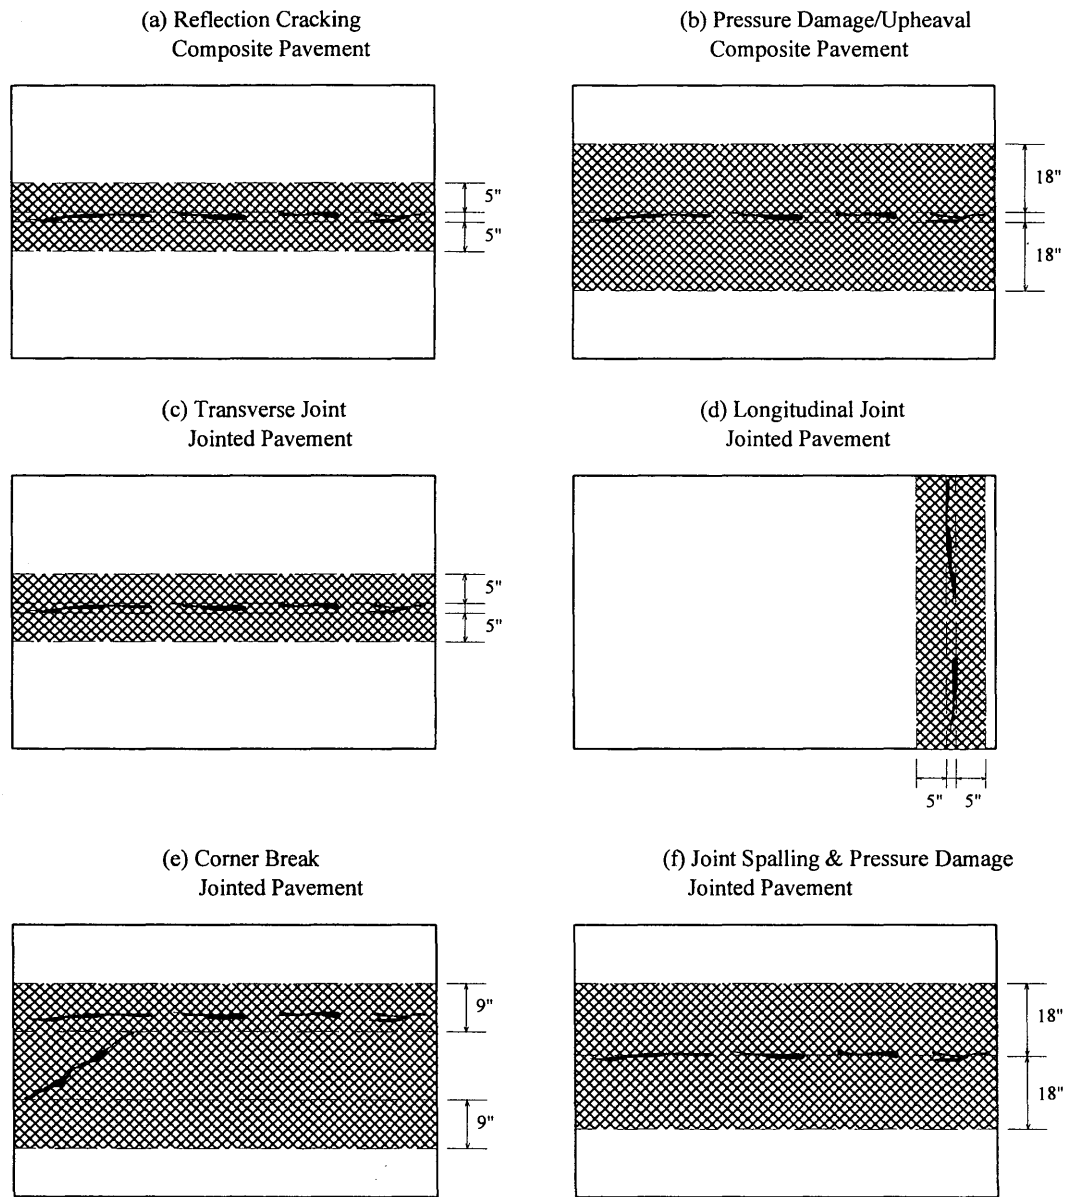 (a) Reflection Cracking
Composite Pavement
(b) Pressure Damage/Upheaval
Composite Pavement
5"
5"
18"
18"
(c) Transverse Joint
Jointed Pavement
(d) Longitudinal Joint
Jointed Pavement
5"
5"
5" 5"
(e) Corner Break
Jointed Pavement
(f) Joint Spalling & Pressure Damage
Jointed Pavement
9"
9"
18"
18"